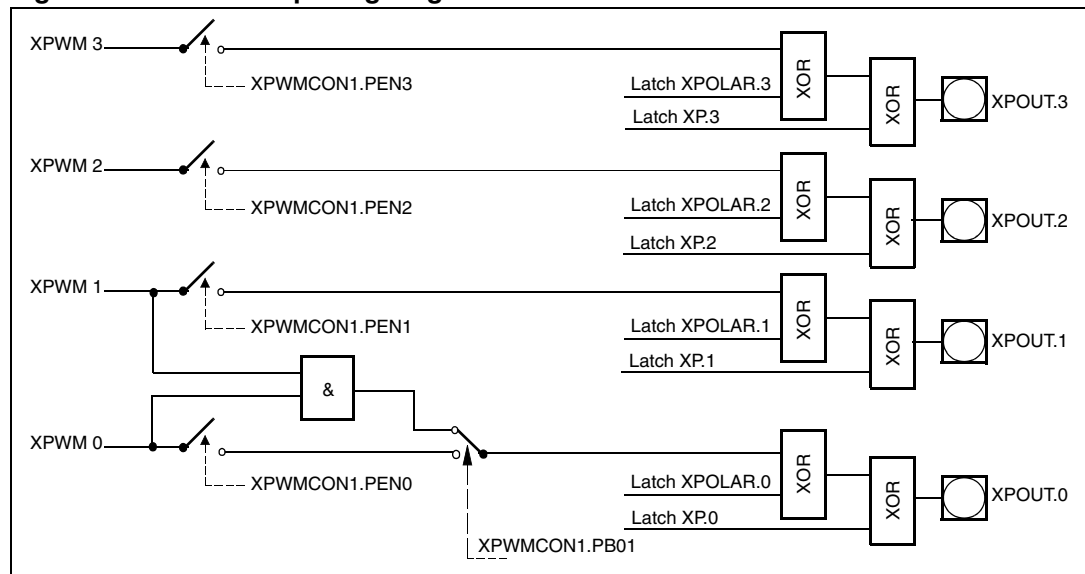 XPWM 3
XPWMCON1.PEN3
Latch XPOLAR.3
Latch XP.3
XOR
XOR
XPOUT.3
XPWM 2
XPWMCON1.PEN2
Latch XPOLAR.2
Latch XP.2
XOR
XOR
XPOUT.2
XPWM 1
XPWMCON1.PEN1
Latch XPOLAR.1
Latch XP.1
XOR
XOR
XPOUT.1
&
XPWM 0
XPWMCON1.PEN0
XPWMCON1.PB01
Latch XPOLAR.0
Latch XP.0
XOR
XOR
XPOUT.0